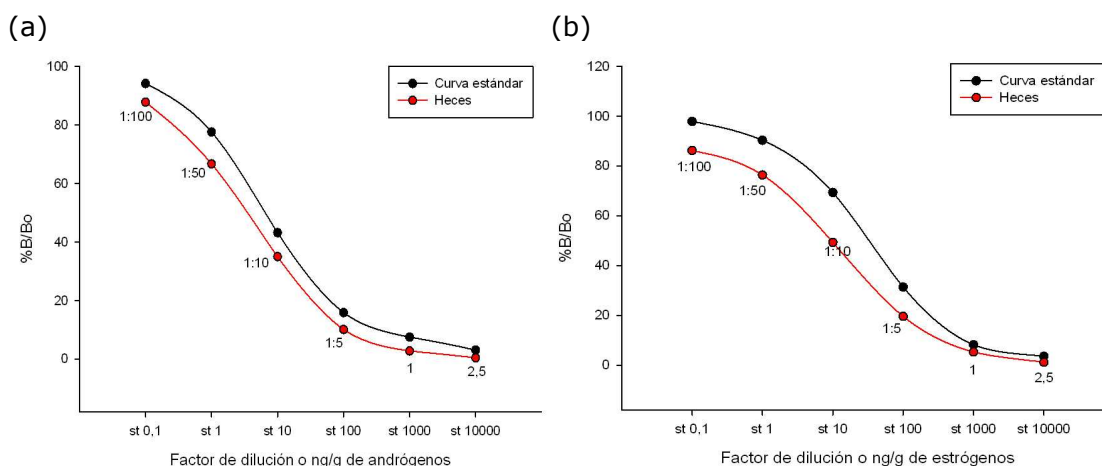 (a)
(b)
100
80
60
40
20
0
%B/Bo
Curva estándar
Heces
1:100
1:50
1:10
1:5
1
2,5
st 0,1 st 1 st 10 st 100 st 1000 st 10000
Factor de dilución o ng/g de andrógenos
120
100
80
60
40
20
0
%B/Bo
Curva estándar
Heces
1:100
1:50
1:10
1:5
1
2,5
st 0,1 st 1 st 10 st 100 st 1000 st 10000
Factor de dilución o ng/g de estrógenos